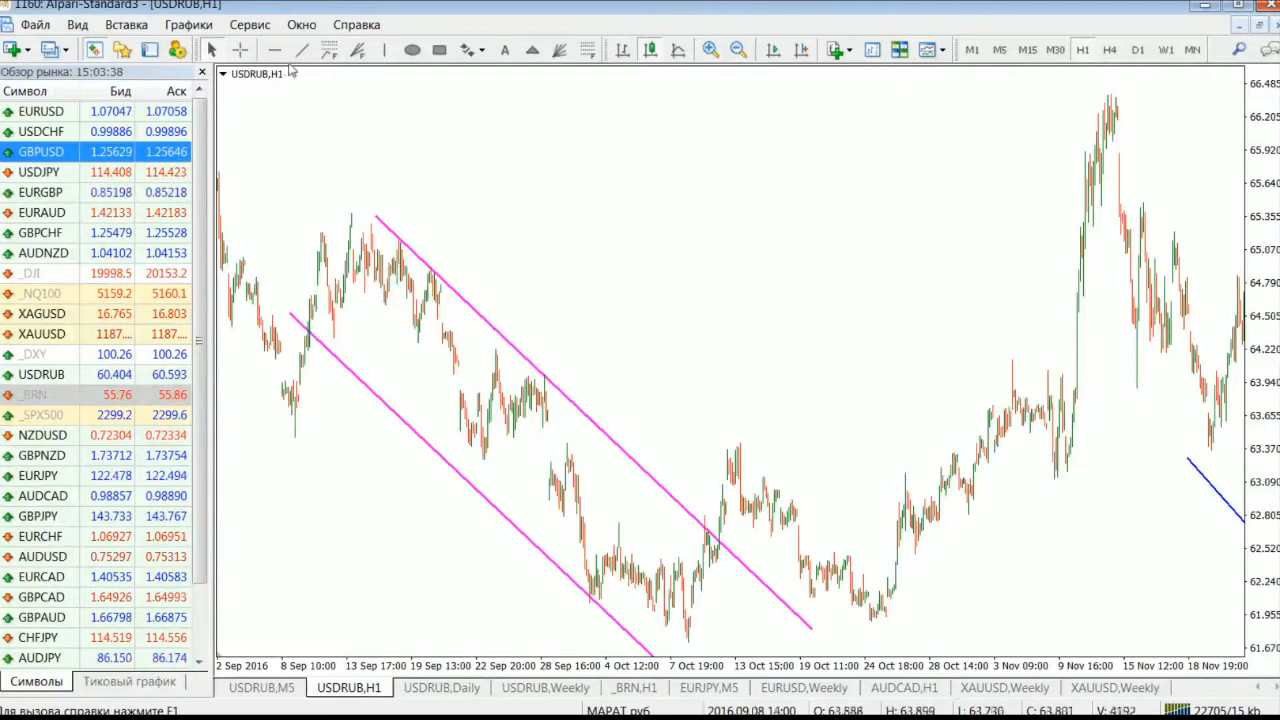 1160: Alpari-Standard3 - [USDRUB,H1]
Файл Вид Вставка Графики Сервис Окно Справка
A M1 M5 M15 M30 H1 H4 D1 W1 MN
Обзор рынка: 15:03:38
Символ Бид Аск
EURUSD 1.07047 1.07058
USDCHF 0.99886 0.99896
GBPUSD 1.25629 1.25646
USDJPY 114.408 114.423
EURGBP 0.85198 0.85218
EURAUD 1.42133 1.42183
GBPCHF 1.25479 1.25528
AUDNZD 1.04102 1.04153
_DJI 19998.5 20153.2
_NQ100 5159.2 5160.1
XAGUSD 16.765 16.803
XAUUSD 1187.... 1187....
_DXY 100.26 100.26
USDRUB 60.404 60.593
_BRN 55.76 55.86
_SPX500 2299.2 2299.6
NZDUSD 0.72304 0.72334
GBPNZD 1.73712 1.73754
EURJPY 122.478 122.494
AUDCAD 0.98857 0.98890
GBPJPY 143.733 143.767
EURCHF 1.06927 1.06951
AUDUSD 0.75297 0.75313
EURCAD 1.40535 1.40583
GBPCAD 1.64926 1.64993
GBPAUD 1.66798 1.66875
CHFJPY 114.519 114.556
AUDJPY 86.150 86.174
Символы Тиковый график
USDRUB,H1
66.485
66.205
65.920
65.640
65.355
65.070
64.790
64.505
64.220
63.940
63.655
63.370
63.090
62.805
62.520
62.240
61.955
61.670
2 Sep 2016 8 Sep 10:00 13 Sep 17:00 19 Sep 13:00 22 Sep 20:00 28 Sep 16:00 4 Oct 12:00 7 Oct 19:00 13 Oct 15:00 19 Oct 11:00 24 Oct 18:00 28 Oct 14:00 3 Nov 09:00 9 Nov 16:00 15 Nov 12:00 18 Nov 19:00
USDRUB,M5 USDRUB,H1 USDRUB,Daily USDRUB,Weekly _BRN,H1 EURJPY,M5 EURUSD,Weekly AUDCAD,H1 XAUUSD,Weekly XAUUSD,Weekly
Для вызова справки нажмите F1 МАРАТ руб 2016.09.08 14:00 O: 63.888 H: 63.899 L: 63.730 C: 63.801 V: 4192 22705/15 kb